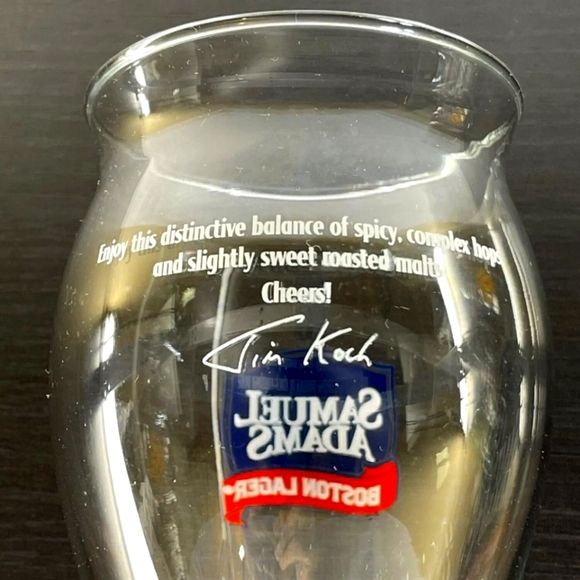 Enjoy this distinctive balance of spicy, complex hops
and slightly sweet roasted malts.
Cheers!
Jim Koch
SAMUEL
ADAMS
BOSTON LAGER®